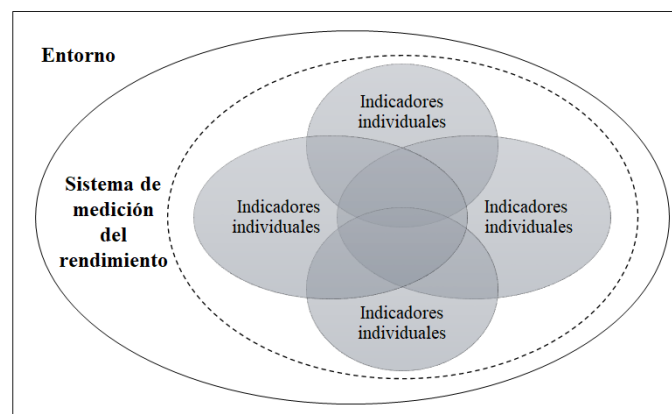 Entorno
Indicadores
individuales
Sistema de
medición
del
rendimiento
Indicadores
individuales
Indicadores
individuales
Indicadores
individuales